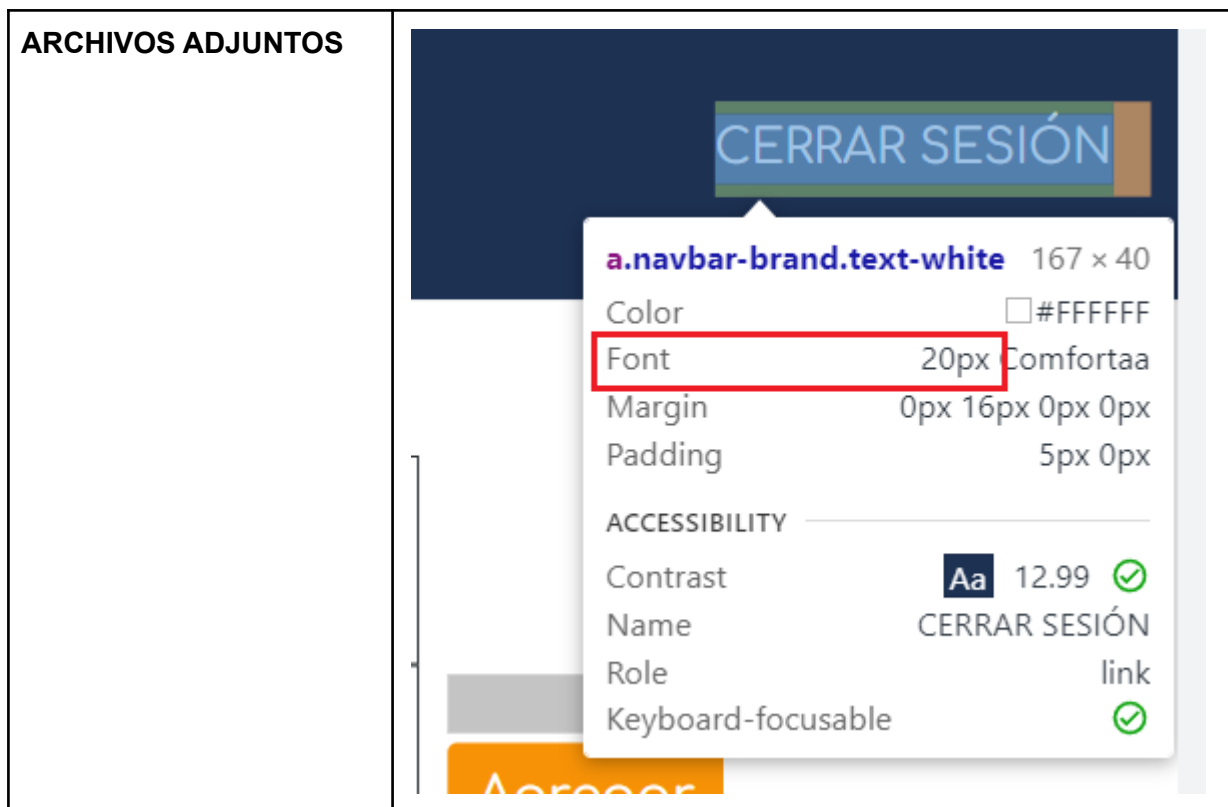 ARCHIVOS ADJUNTOS
CERRAR SESIÓN
a.navbar-brand.text-white 167 × 40
Color #FFFFFF
Font 20px Comfortaa
Margin 0px 16px 0px 0px
Padding 5px 0px
ACCESSIBILITY
Contrast Aa 12.99
Name CERRAR SESIÓN
Role link
Keyboard-focusable